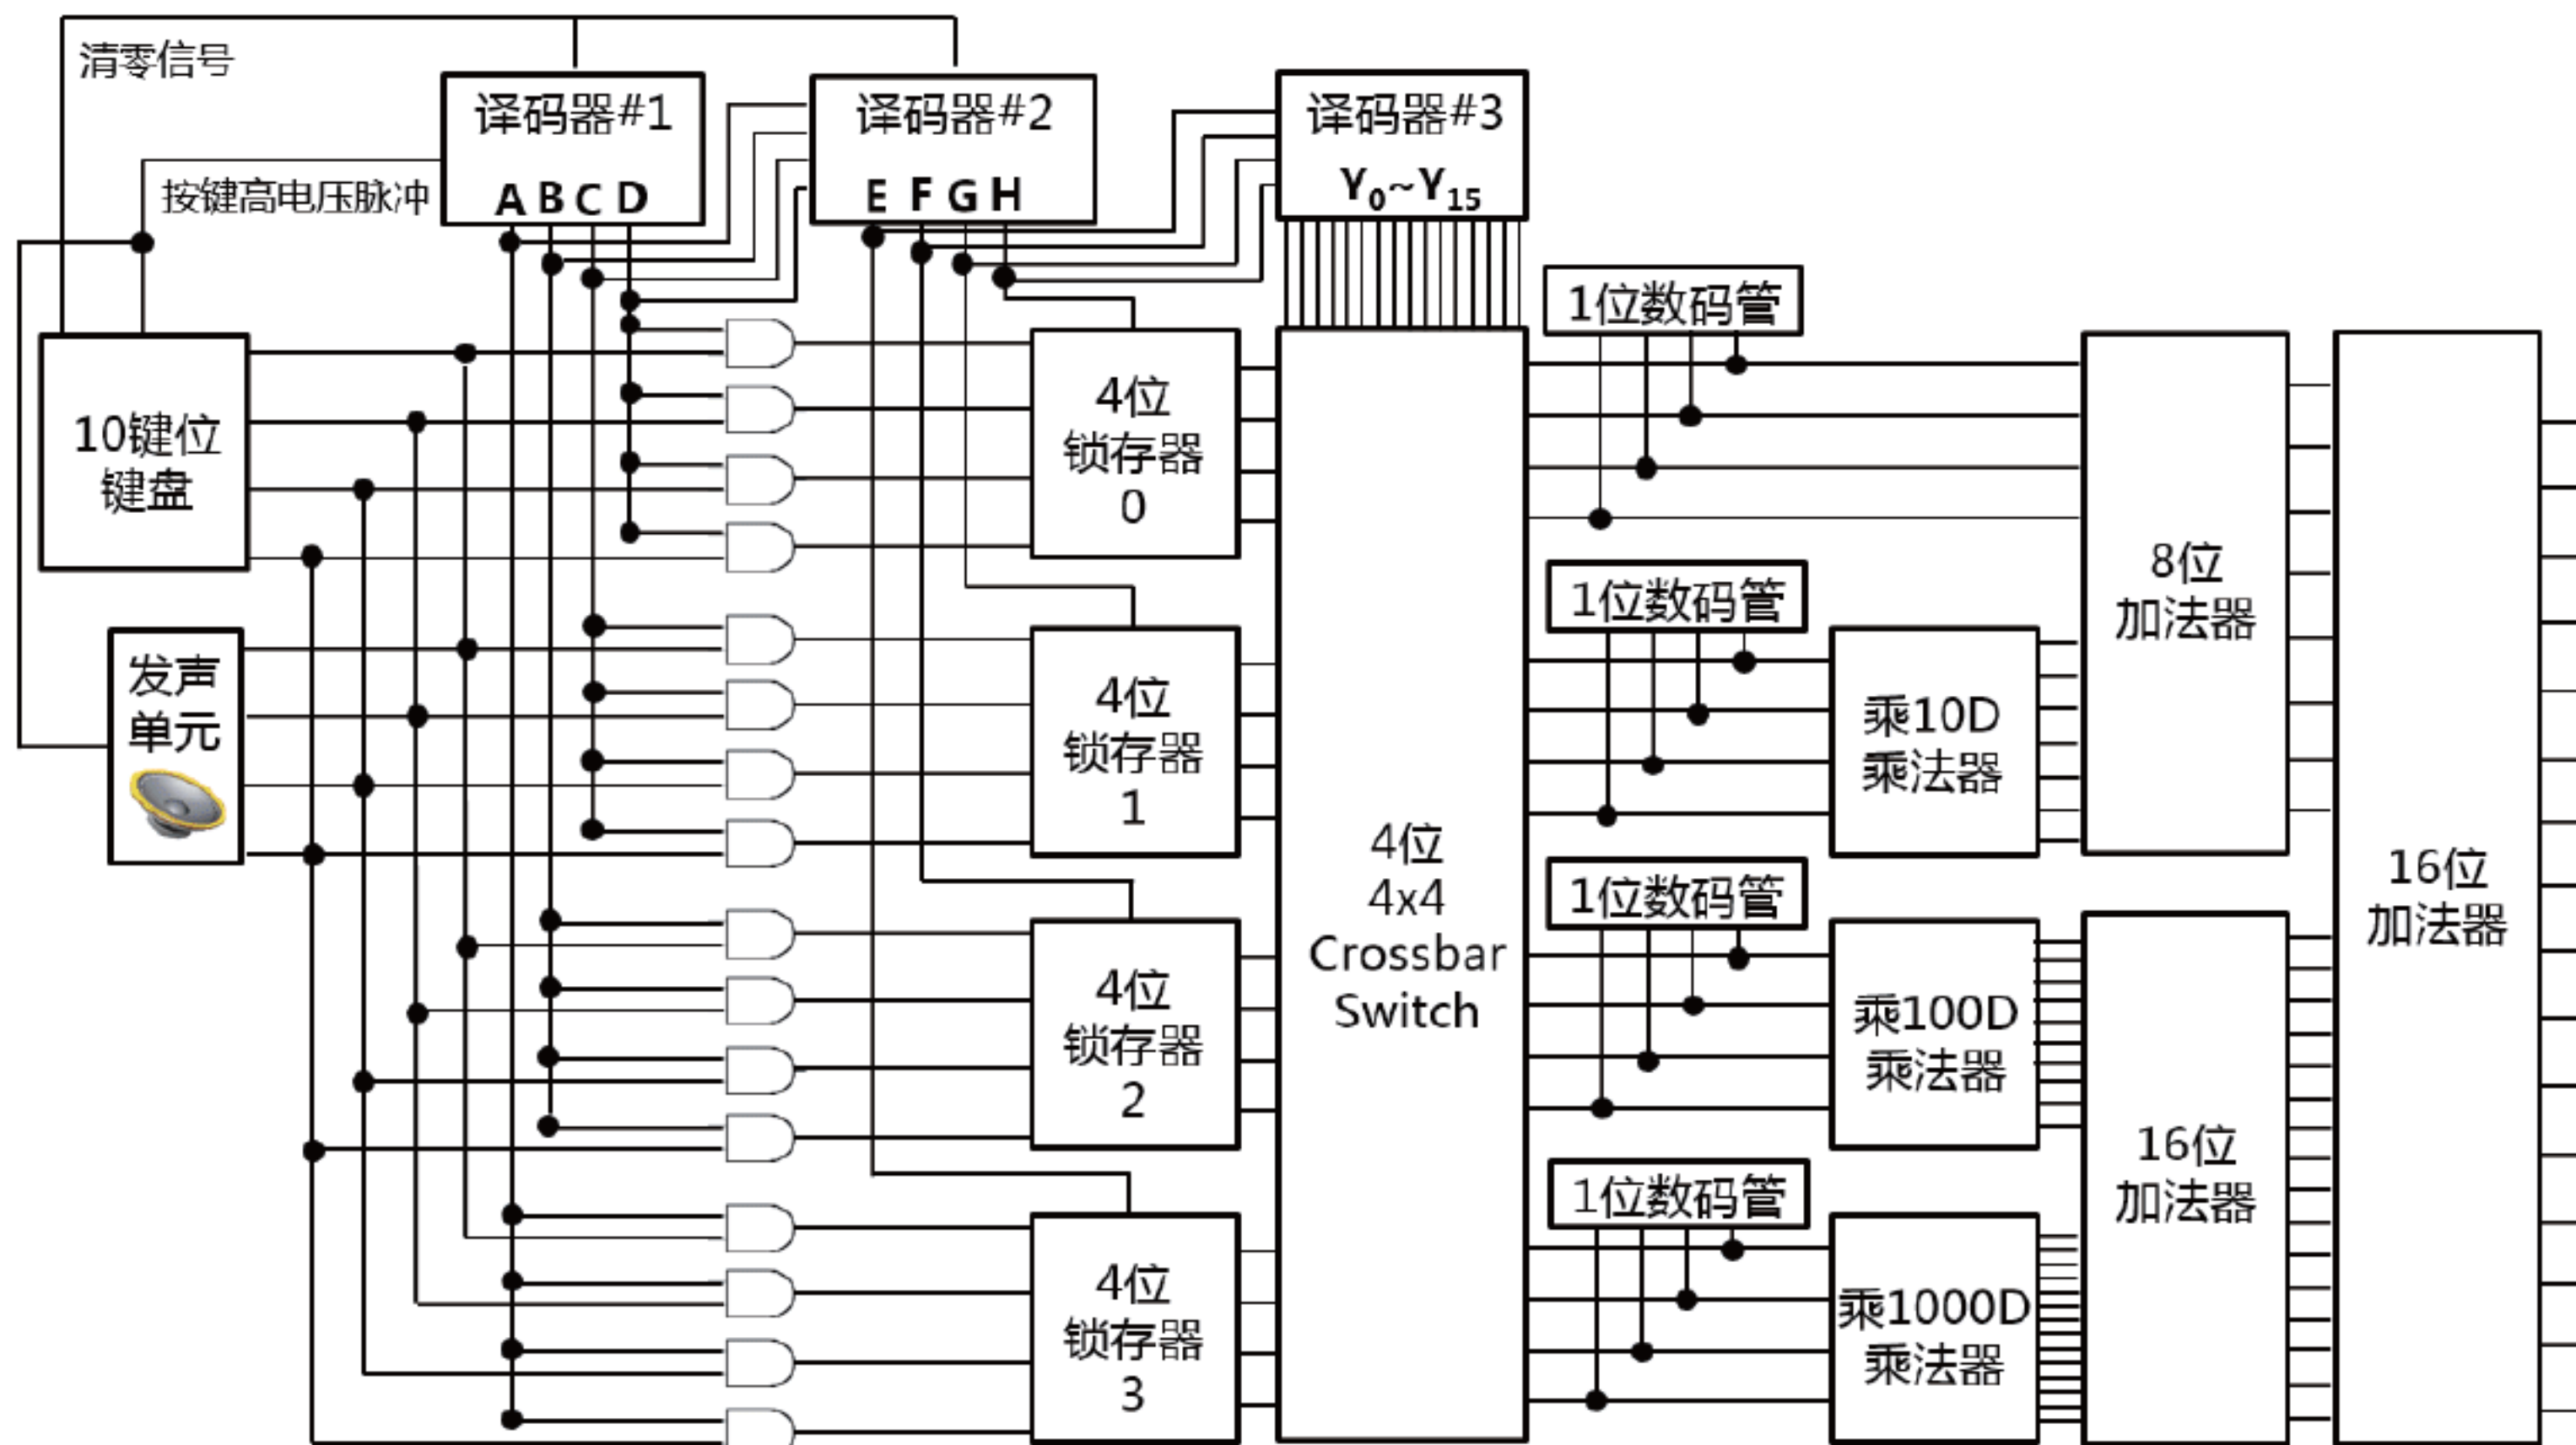 清零信号
按键高电压脉冲
译码器#1
A B C D
译码器#2
E F G H
译码器#3
Y₀~Y₁₅
10键位
键盘
发声
单元
4位
锁存器
0
4位
锁存器
1
4位
锁存器
2
4位
锁存器
3
4位
4x4
Crossbar
Switch
1位数码管
1位数码管
1位数码管
1位数码管
乘10D
乘法器
乘100D
乘法器
乘1000D
乘法器
8位
加法器
16位
加法器
16位
加法器